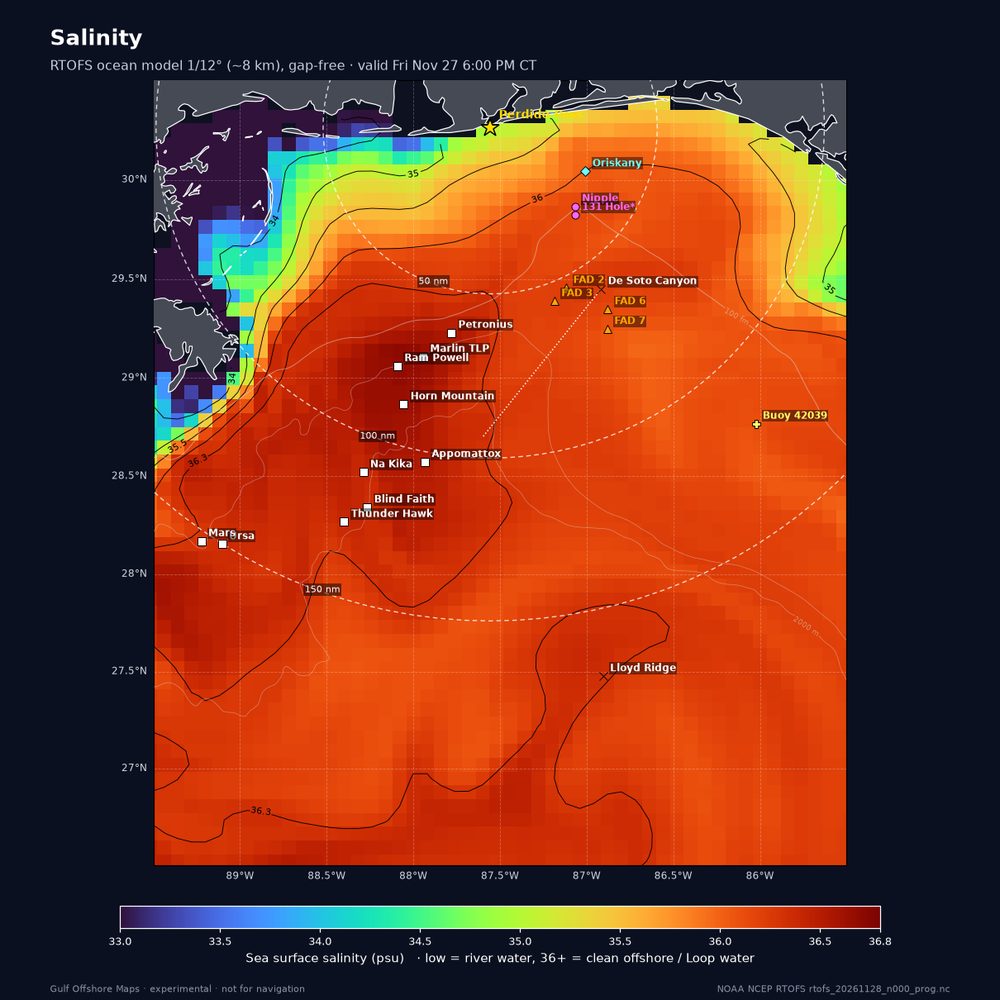 Salinity
RTOFS ocean model 1/12° (~8 km), gap-free · valid Fri Nov 27 6:00 PM CT
Perdido
Oriskany
30°N
35
36
Nipple
131 Hole*
34
29.5°N
50 nm
FAD 2
De Soto Canyon
FAD 3
FAD 6
35
FAD 7
100 fm
Petronius
Marlin TLP
Ram Powell
29°N
34
Horn Mountain
Buoy 42039
100 nm
35.5
36.3
Appomattox
Na Kika
28.5°N
Blind Faith
Thunder Hawk
Mars
Ursa
28°N
150 nm
2000 m
27.5°N
Lloyd Ridge
27°N
36.3
89°W
88.5°W
88°W
87.5°W
87°W
86.5°W
86°W
33.0
33.5
34.0
34.5
35.0
35.5
36.0
36.5
36.8
Sea surface salinity (psu) · low = river water, 36+ = clean offshore / Loop water
Gulf Offshore Maps · experimental · not for navigation
NOAA NCEP RTOFS rtofs_20261128_n000_prog.nc